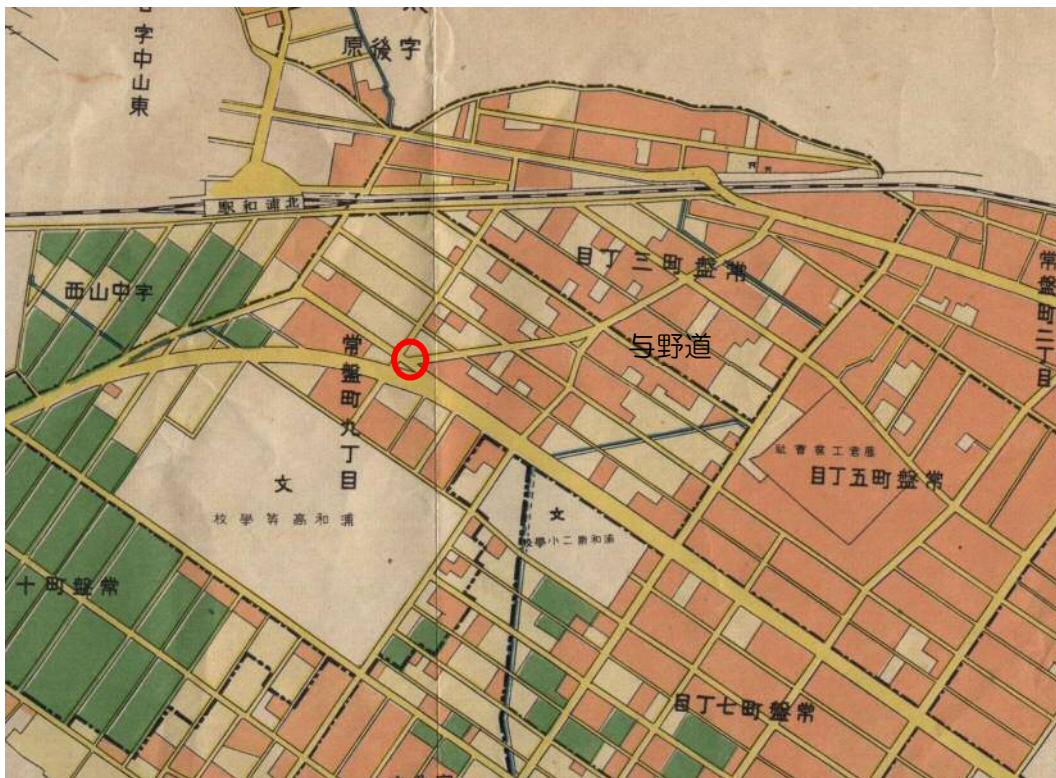 字中山東
字後原
北浦和駅
常盤町三丁目
常盤町二丁目
字中山西
与野道
常盤町九丁目
常盤町五丁目
文
浦和高等學校
文
浦和第二小學校
常盤町十
常盤町七丁目